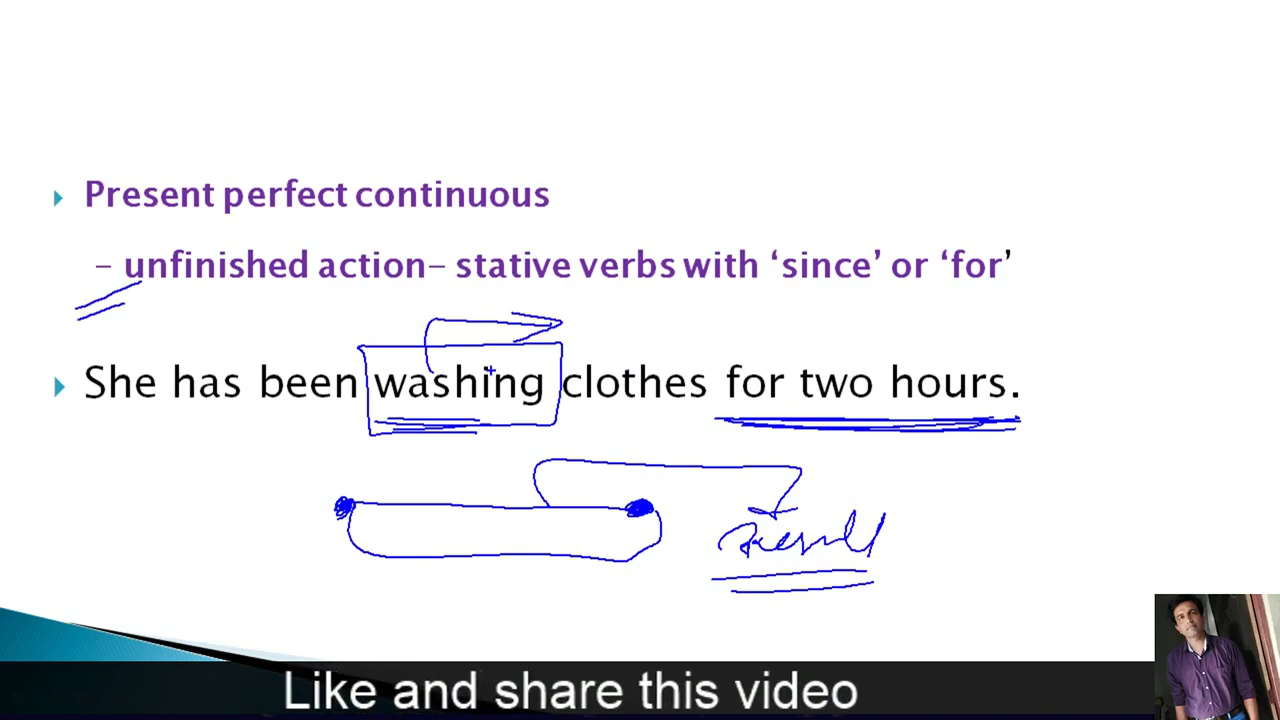 Present perfect continuous
– unfinished action– stative verbs with ‘since’ or ‘for’
She has been washing clothes for two hours.
Result
Like and share this video